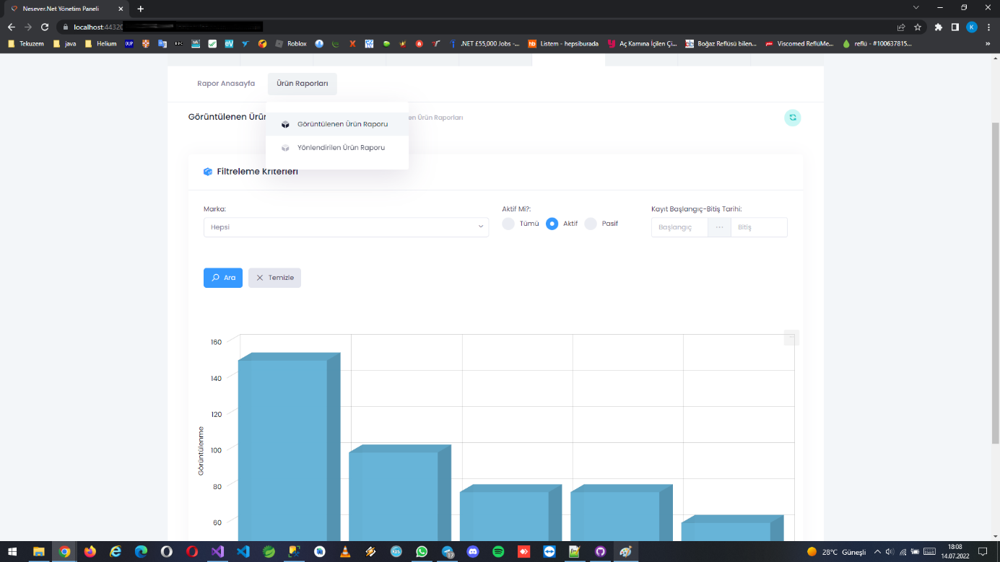 Nesever.Net Yönetim Paneli
localhost:4432
Tekuzem
java
Helium
Roblox
.NET £55,000 Jobs -...
Listem - hepsiburada
Aç Karnına İçilen Çi...
Boğaz Reflüsü bilen...
Viscomed RefluMe...
reflü - #100637815...
Rapor Anasayfa
Ürün Raporları
Görüntülenen Ürün
en Ürün Raporları
Görüntülenen Ürün Raporu
Yönlendirilen Ürün Raporu
Filtreleme Kriterleri
Marka:
Aktif Mi?:
Kayıt Başlangıç-Bitiş Tarihi:
Hepsi
Tümü
Aktif
Pasif
Başlangıç
...
Bitiş
Ara
Temizle
160
140
120
100
80
60
Görüntülenme
28°C Güneşli
18:08
14.07.2022